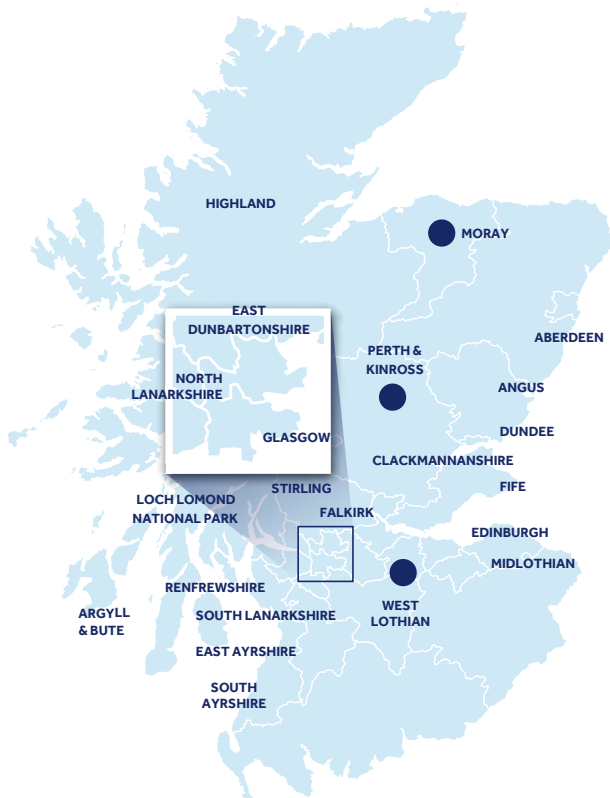 HIGHLAND
MORAY
EAST
DUNBARTONSHIRE
ABERDEEN
PERTH &
KINROSS
NORTH
LANARKSHIRE
ANGUS
GLASGOW
DUNDEE
CLACKMANNANSHIRE
STIRLING
FIFE
LOCH LOMOND
NATIONAL PARK
FALKIRK
EDINBURGH
MIDLOTHIAN
RENFREWSHIRE
WEST
LOTHIAN
ARGYLL
& BUTE
SOUTH LANARKSHIRE
EAST AYRSHIRE
SOUTH
AYRSHIRE